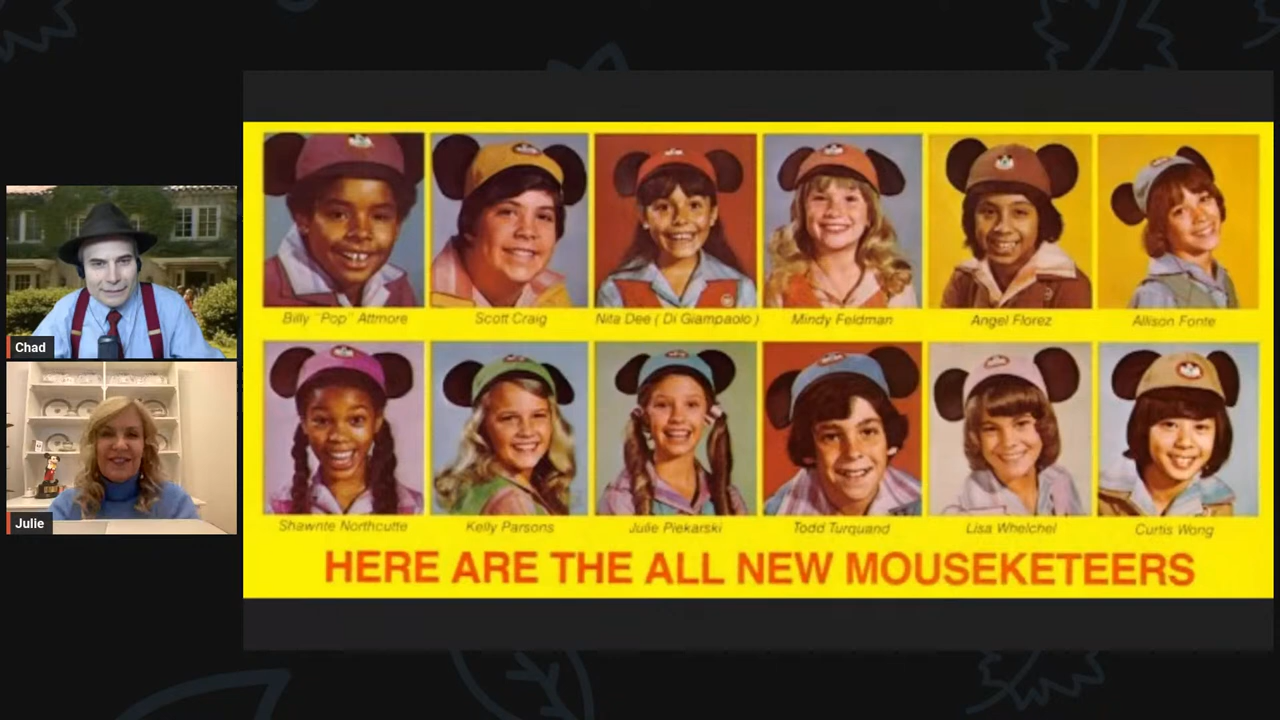 Chad
Julie
Billy "Pop" Attmore
Scott Craig
Nita Dee ( Di Giampaolo )
Mindy Feldman
Angel Florez
Allison Fonte
Shawnte Northcutte
Kelly Parsons
Julie Piekarski
Todd Turquand
Lisa Whelchel
Curtis Wong
HERE ARE THE ALL NEW MOUSEKETEERS